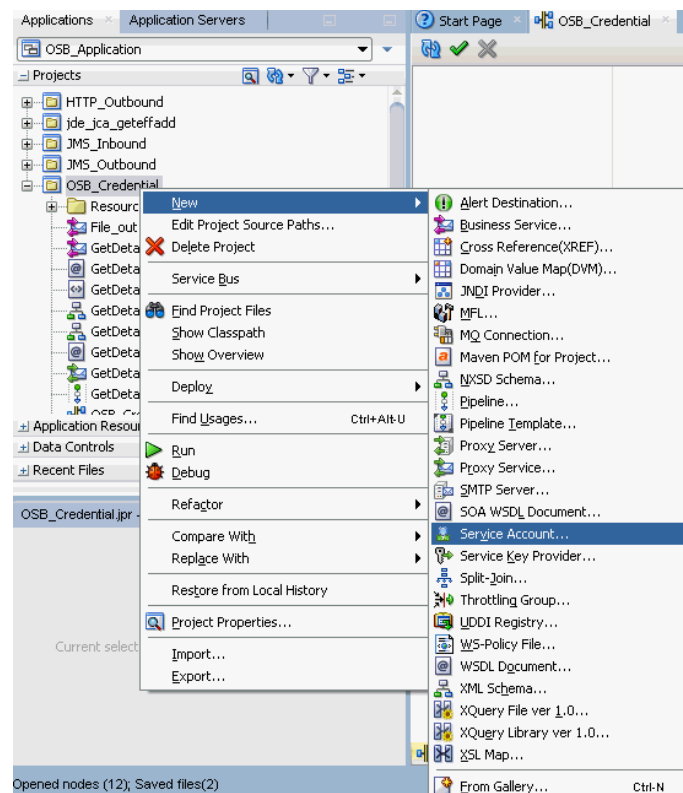 Applications
Application Servers
Start Page
OSB_Credential
OSB_Application
Projects
HTTP_Outbound
jde_jca_geteffadd
JMS_Inbound
JMS_Outbound
OSB_Credential
Resourc
File_out
GetDeta
GetDeta
GetDeta
GetDeta
GetDeta
GetDeta
GetDeta
GetDeta
Application Resour
Data Controls
Recent Files
OSB_Credential.jpr -
Current select
Opened nodes (12); Saved files(2)
New
Edit Project Source Paths...
Delete Project
Service Bus
Find Project Files
Show Classpath
Show Overview
Deploy
Find Usages... Ctrl+Alt-U
Run
Debug
Refactor
Compare With
Replace With
Restore from Local History
Project Properties...
Import...
Export...
Alert Destination...
Business Service...
Cross Reference(XREF)...
Domain Value Map(DVM)...
JNDI Provider...
MFL...
MQ Connection...
Maven POM for Project...
NXSD Schema...
Pipeline...
Pipeline Template...
Proxy Server...
Proxy Service...
SMTP Server...
SOA WSDL Document...
Service Account...
Service Key Provider...
Split-Join...
Throttling Group...
UDDI Registry...
WS-Policy File...
WSDL Document...
XML Schema...
XQuery File ver 1.0...
XQuery Library ver 1.0...
XSL Map...
From Gallery... Ctrl-N